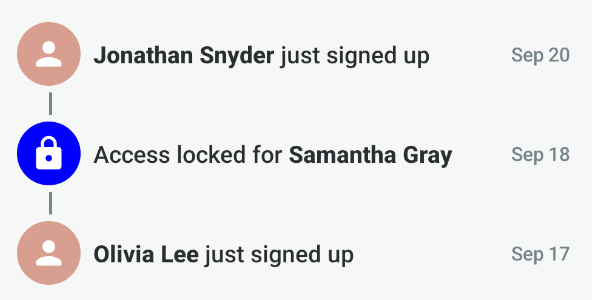 Jonathan Snyder just signed up Sep 20
Access locked for Samantha Gray Sep 18
Olivia Lee just signed up Sep 17